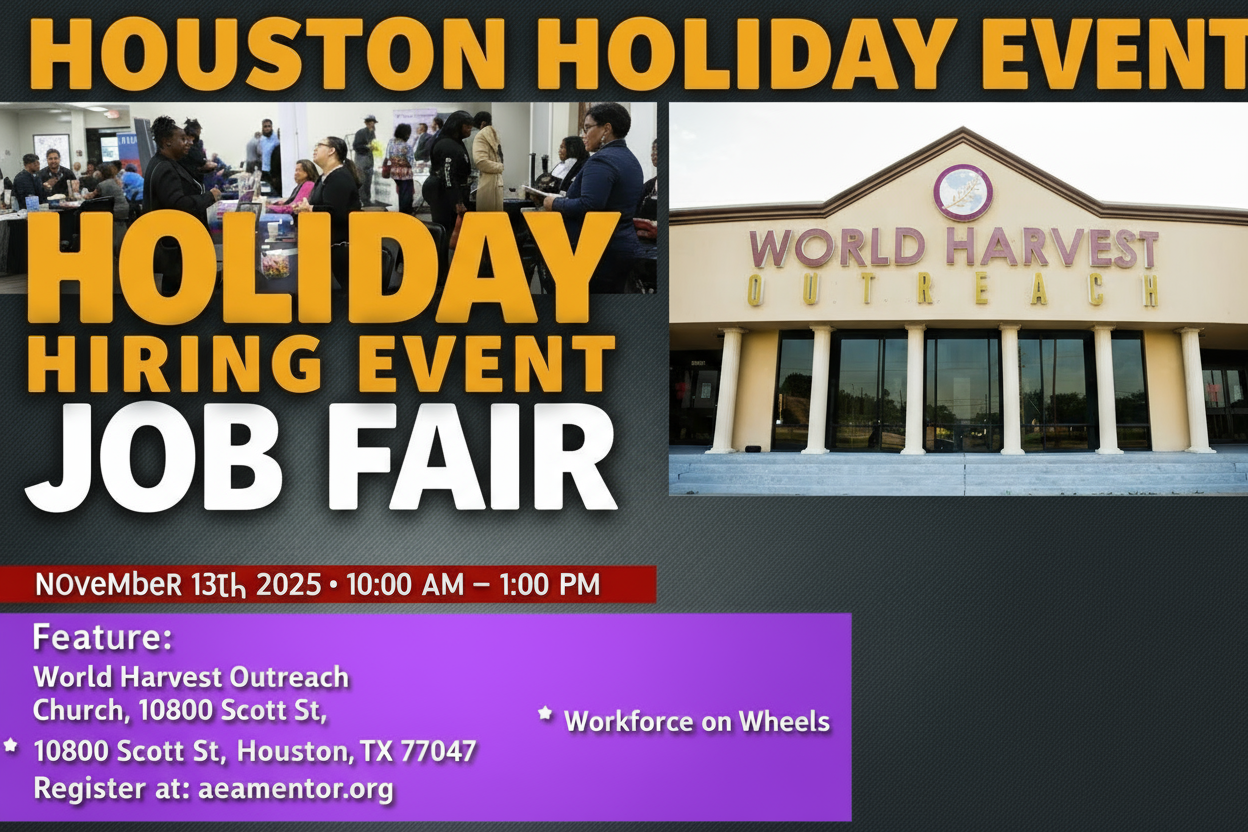 HOUSTON HOLIDAY EVENT
WORLD HARVEST
OUTREACH
HOLIDAY
HIRING EVENT
JOB FAIR
NOveMbeR 13th 2025 • 10:00 AM – 1:00 PM
Feature:
World Harvest Outreach
Church, 10800 Scott St,
* Workforce on Wheels
* 10800 Scott St, Houston, TX 77047
Register at: aeamentor.org